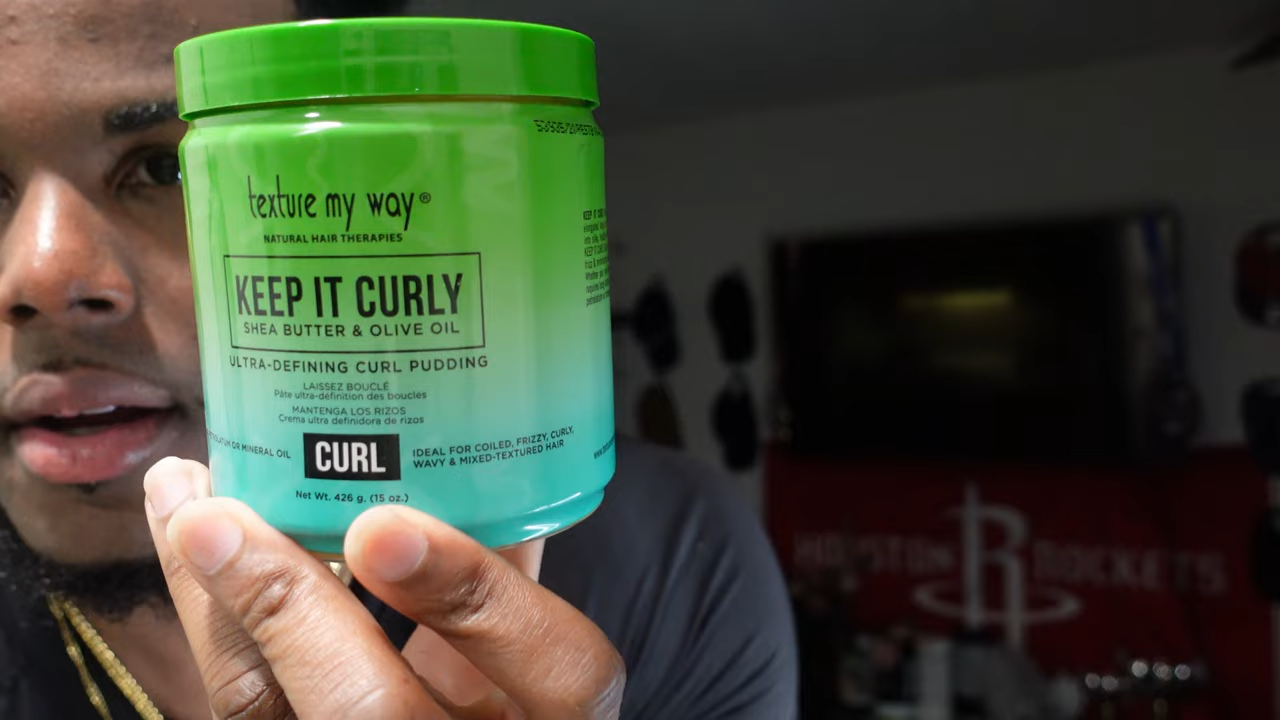 texture my way®
NATURAL HAIR THERAPIES
KEEP IT CURLY
SHEA BUTTER & OLIVE OIL
ULTRA-DEFINING CURL PUDDING
LAISSEZ BOUCLÉ
Pâte ultra-définition des boucles
MANTENGA LOS RIZOS
Crema ultra definidora de rizos
OR MINERAL OIL
CURL
IDEAL FOR COILED, FRIZZY, CURLY,
WAVY & MIXED-TEXTURED HAIR
Net Wt. 426 g. (15 oz.)
KEEP IT
HOUSTON R ROCKETS